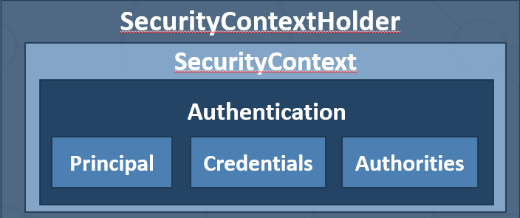 SecurityContextHolder
SecurityContext
Authentication
Principal
Credentials
Authorities